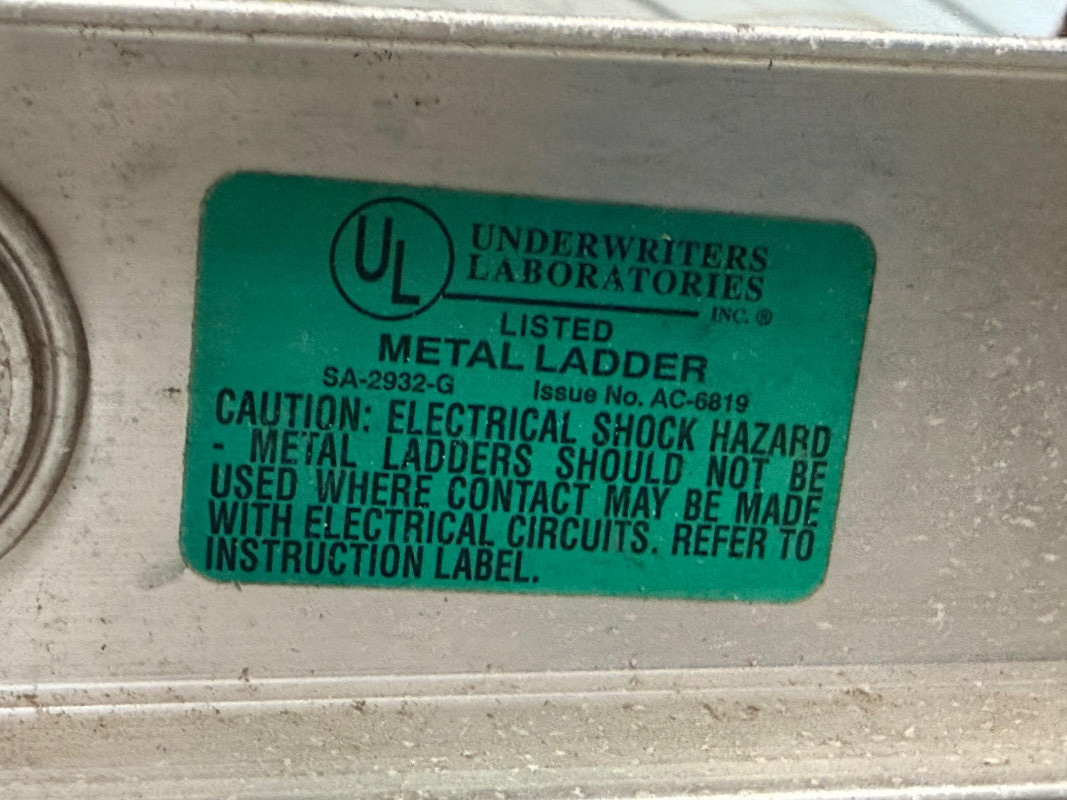 UL
UNDERWRITERS
LABORATORIES
INC. ®
LISTED
METAL LADDER
SA-2932-G Issue No. AC-6819
CAUTION: ELECTRICAL SHOCK HAZARD
- METAL LADDERS SHOULD NOT BE
USED WHERE CONTACT MAY BE MADE
WITH ELECTRICAL CIRCUITS. REFER TO
INSTRUCTION LABEL.